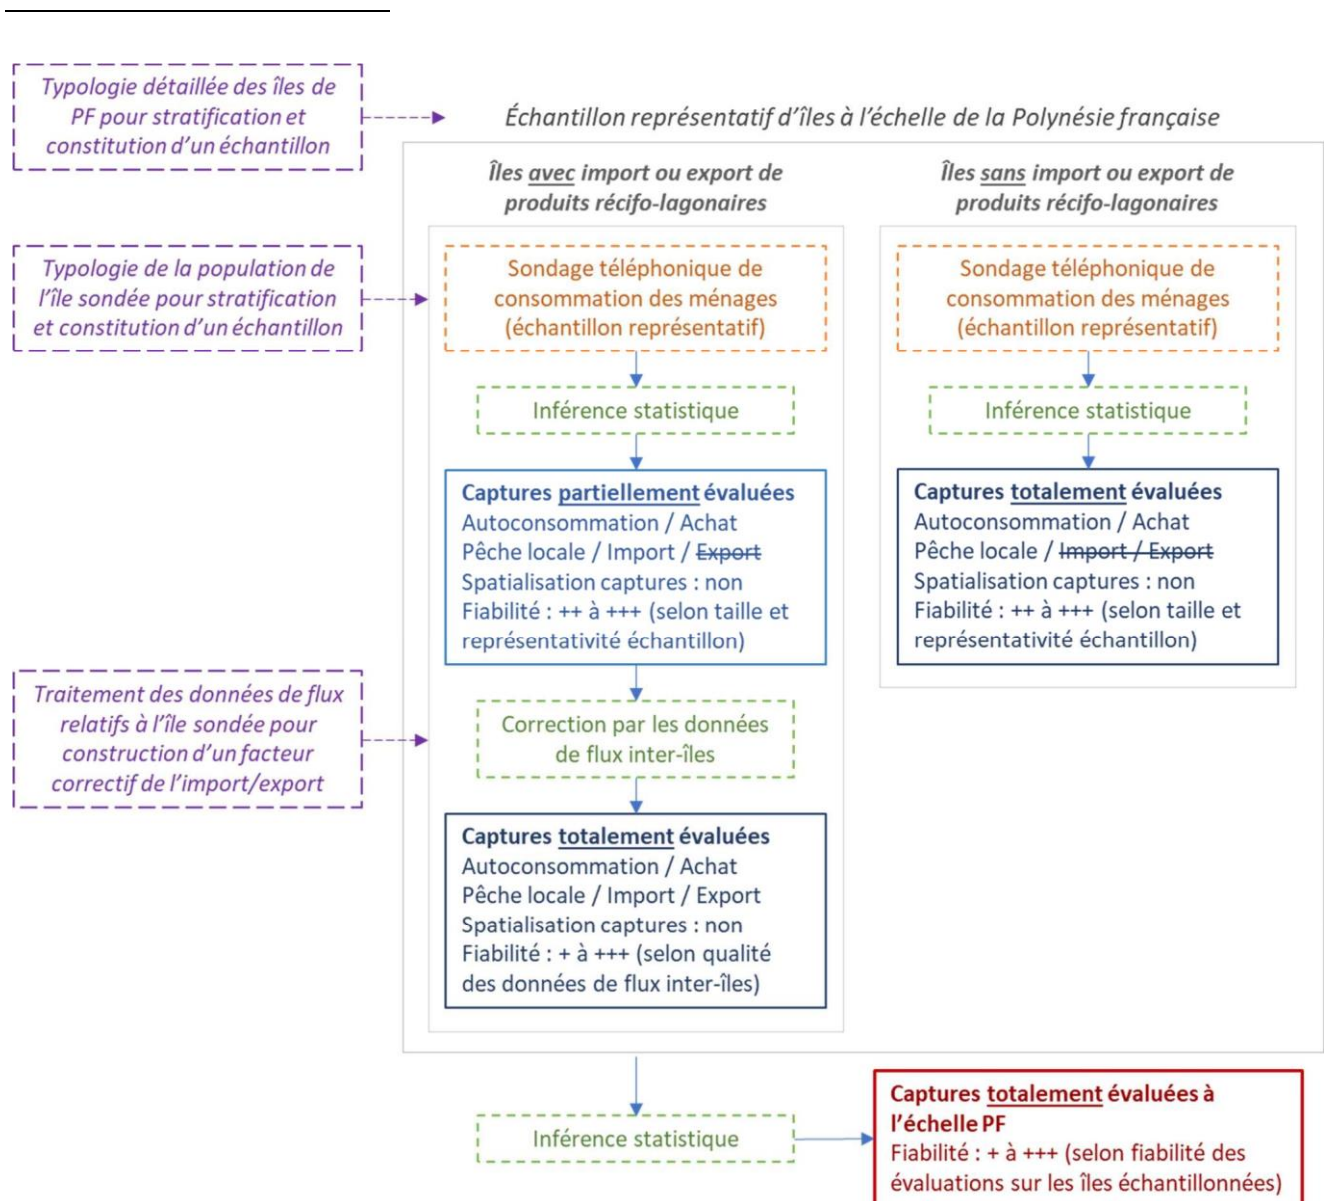 Typologie détaillée des îles de
PF pour stratification et
constitution d'un échantillon
Échantillon représentatif d'îles à l'échelle de la Polynésie française
Îles avec import ou export de
produits récifo-lagonaires
Îles sans import ou export de
produits récifo-lagonaires
Typologie de la population de
l'île sondée pour stratification
et constitution d'un échantillon
Sondage téléphonique de
consommation des ménages
(échantillon représentatif)
Sondage téléphonique de
consommation des ménages
(échantillon représentatif)
Inférence statistique
Inférence statistique
Captures partiellement évaluées
Autoconsommation / Achat
Pêche locale / Import / Export
Spatialisation captures : non
Fiabilité : ++ à +++ (selon taille et
représentativité échantillon)
Captures totalement évaluées
Autoconsommation / Achat
Pêche locale / Import / Export
Spatialisation captures : non
Fiabilité : ++ à +++ (selon taille et
représentativité échantillon)
Traitement des données de flux
relatifs à l'île sondée pour
construction d'un facteur
correctif de l'import/export
Correction par les données
de flux inter-îles
Captures totalement évaluées
Autoconsommation / Achat
Pêche locale / Import / Export
Spatialisation captures : non
Fiabilité : + à +++ (selon qualité
des données de flux inter-îles)
Inférence statistique
Captures totalement évaluées à
l'échelle PF
Fiabilité : + à +++ (selon fiabilité des
évaluations sur les îles échantillonnées)